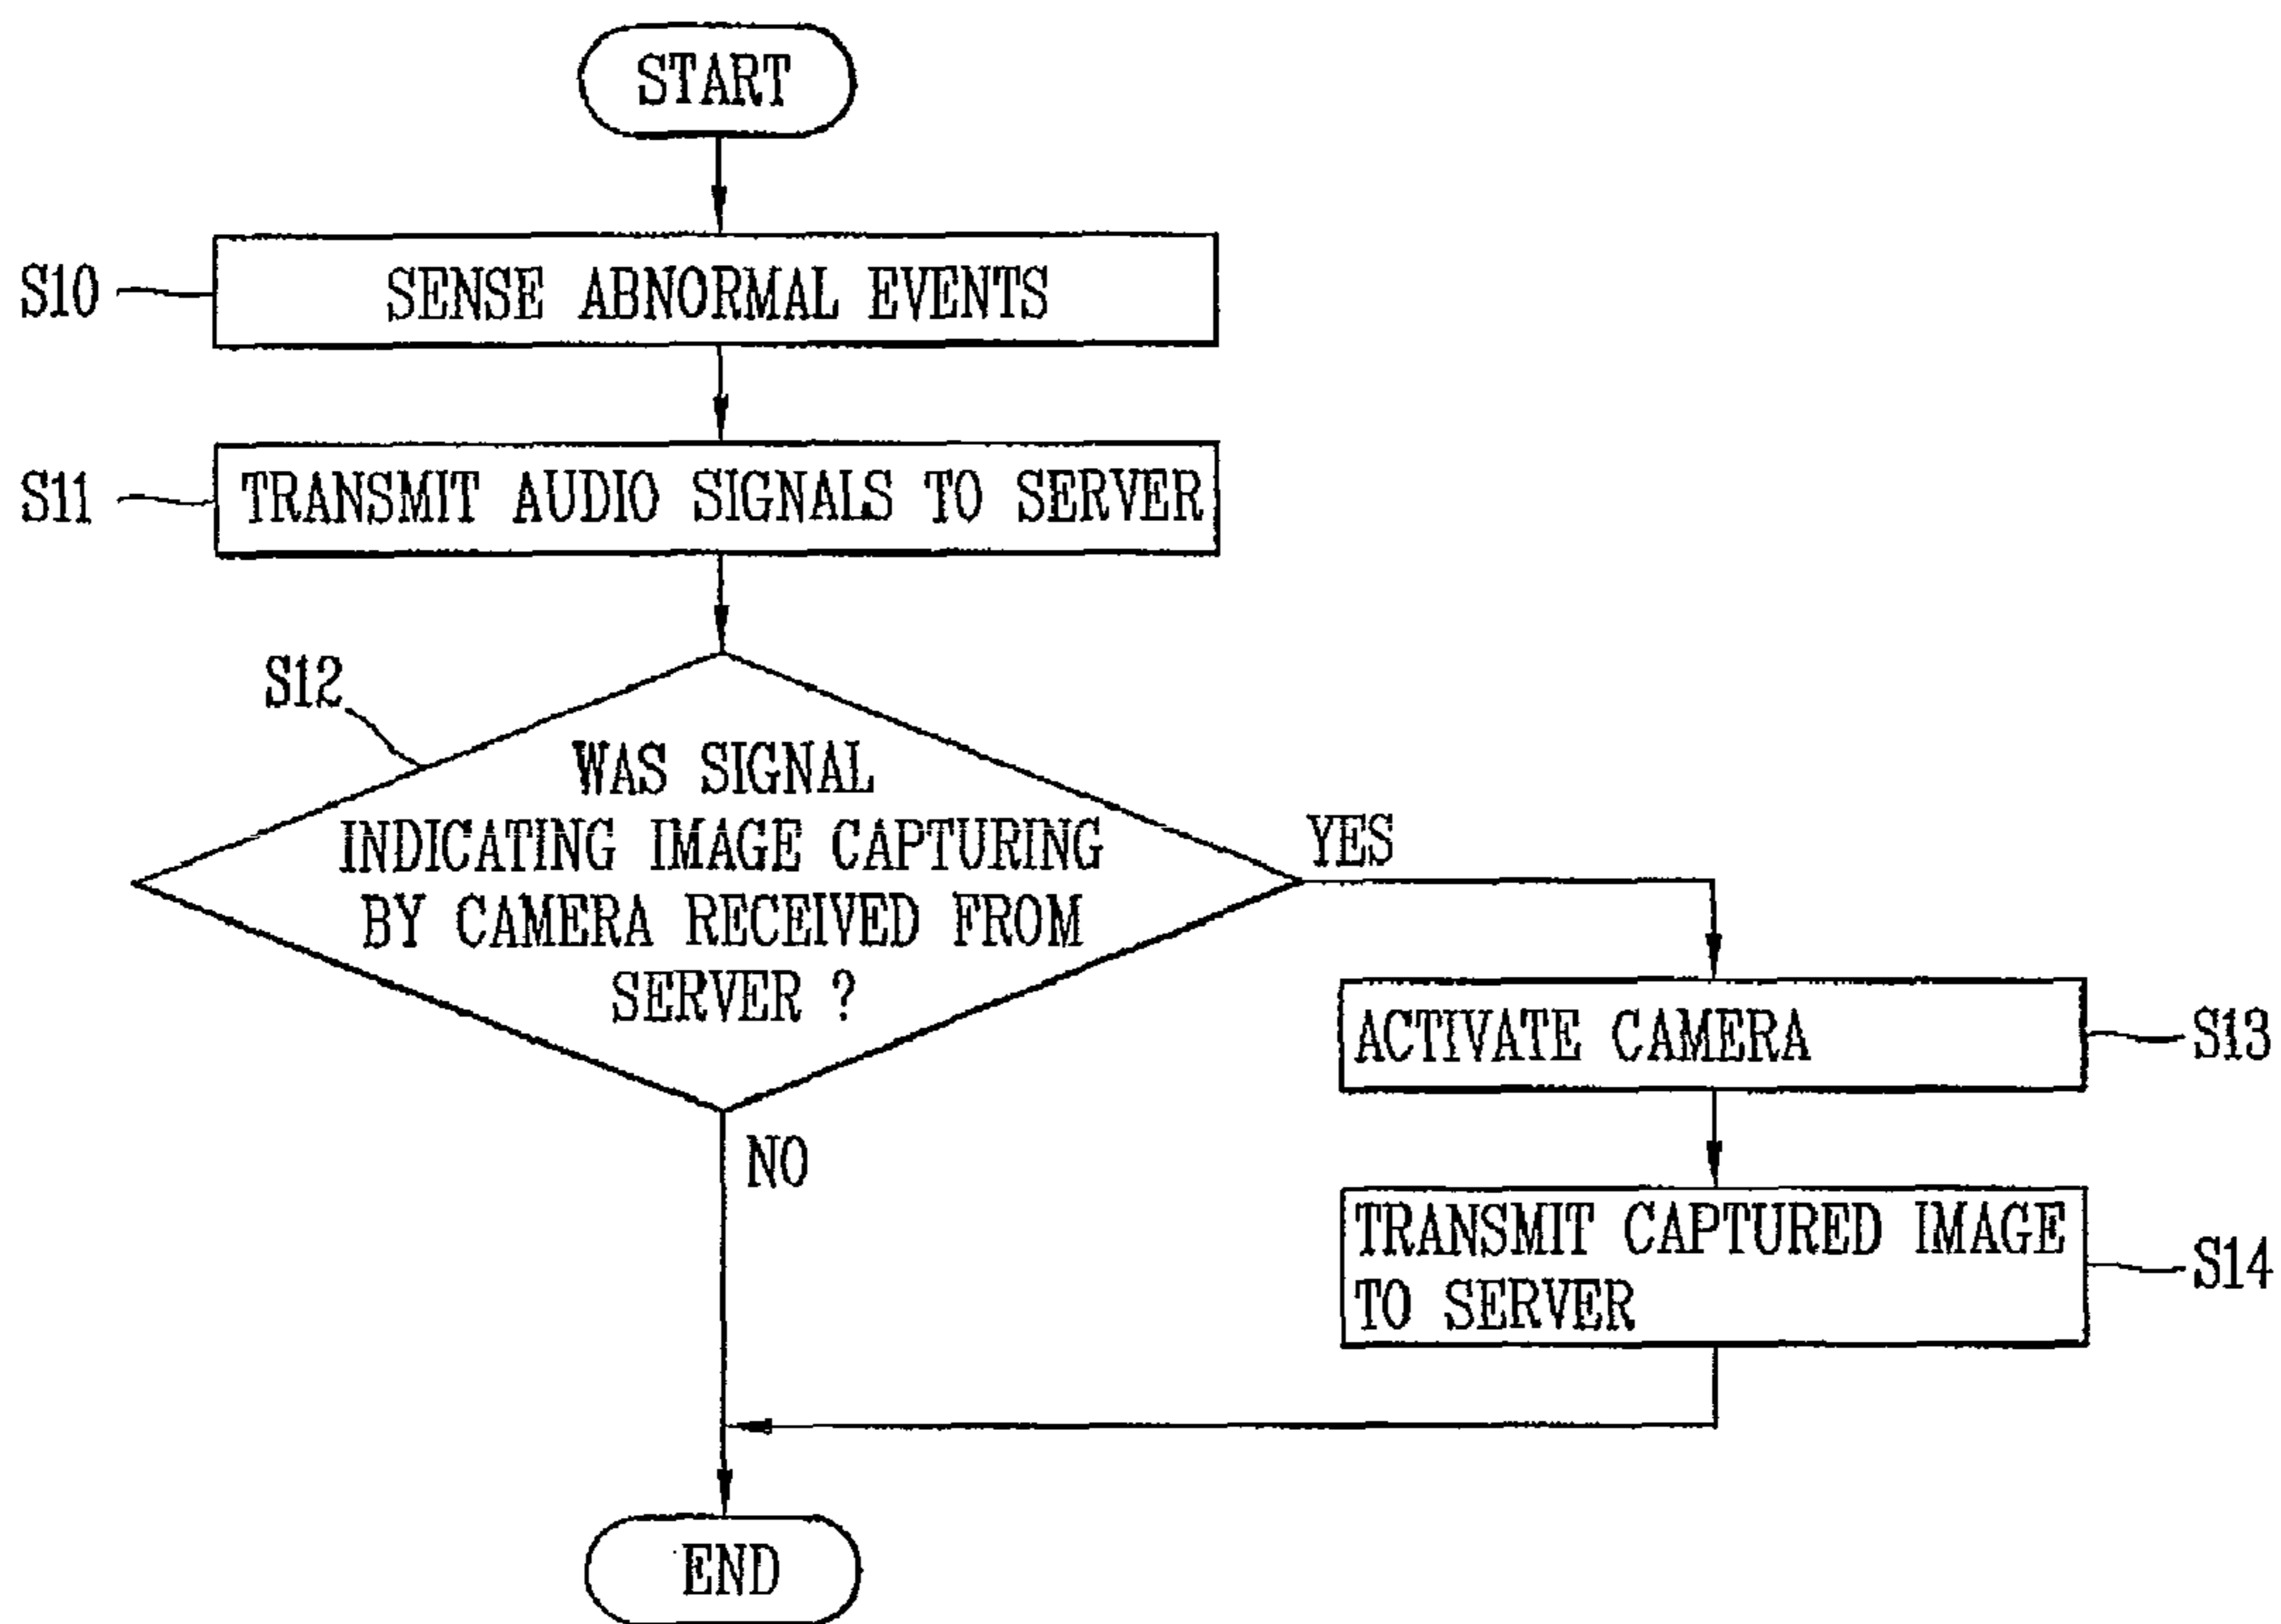 START
S10
SENSE ABNORMAL EVENTS
S11
TRANSMIT AUDIO SIGNALS TO SERVER
S12
WAS SIGNAL
INDICATING IMAGE CAPTURING
BY CAMERA RECEIVED FROM
SERVER ?
YES
NO
ACTIVATE CAMERA
S13
TRANSMIT CAPTURED IMAGE
TO SERVER
S14
END